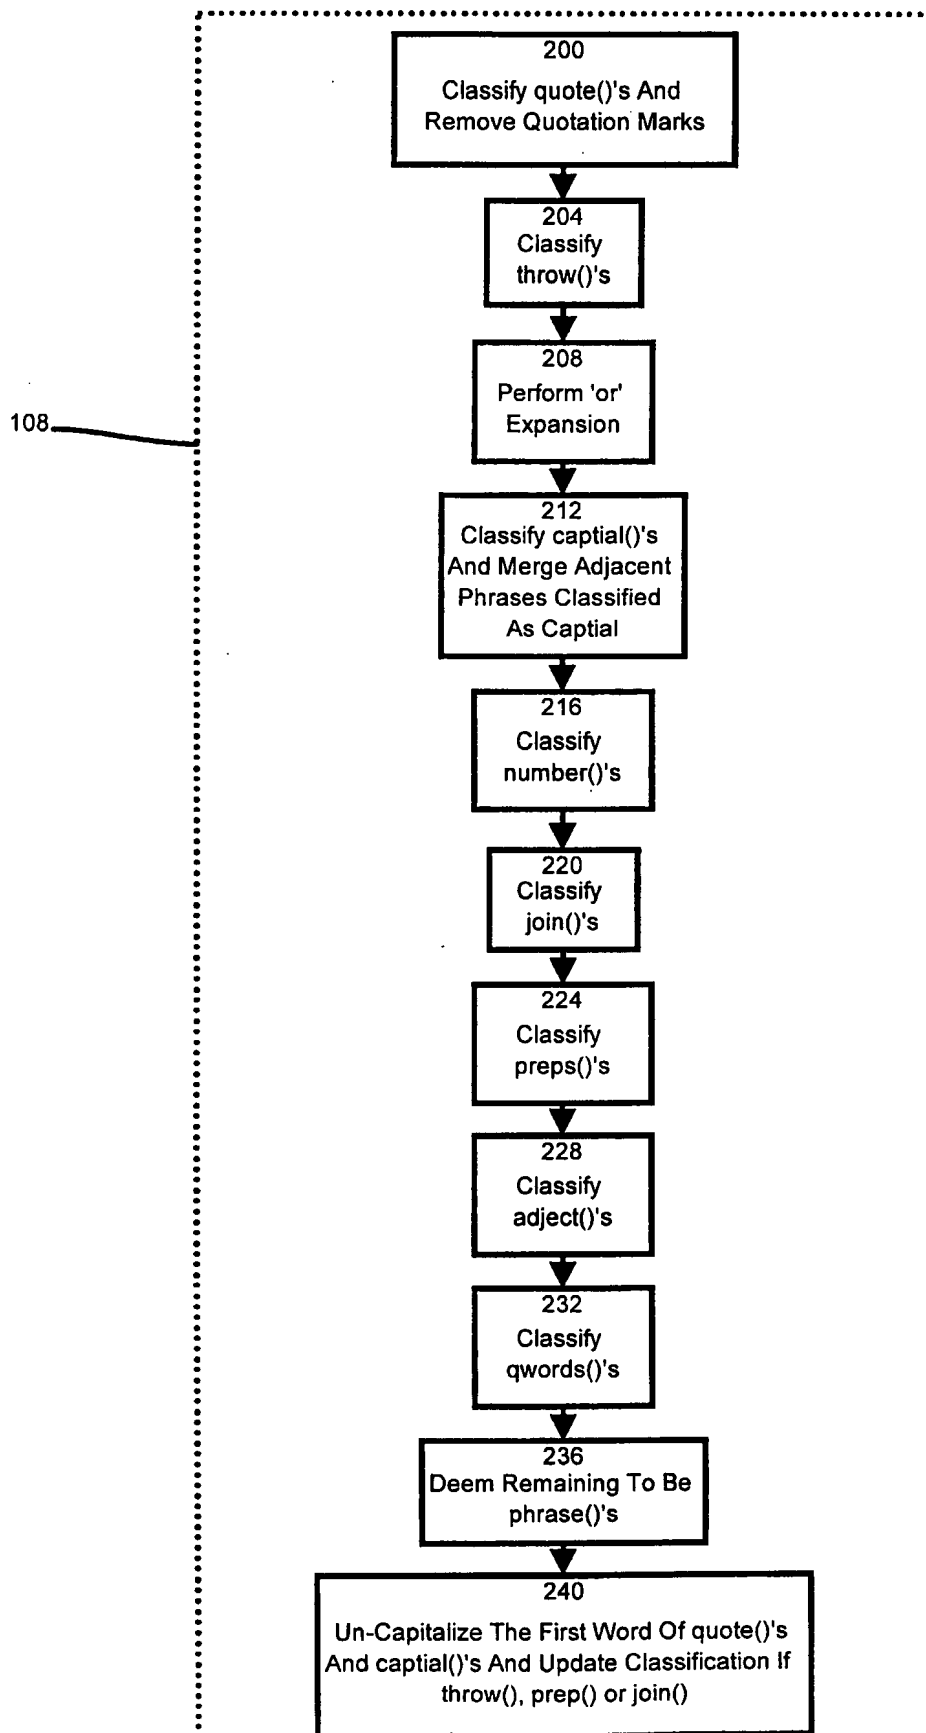 200
Classify quote()'s And
Remove Quotation Marks
204
Classify
throw()'s
208
Perform 'or'
Expansion
108
212
Classify captial()'s
And Merge Adjacent
Phrases Classified
As Captial
216
Classify
number()'s
220
Classify
join()'s
224
Classify
preps()'s
228
Classify
adject()'s
232
Classify
qwords()'s
236
Deem Remaining To Be
phrase()'s
240
Un-Capitalize The First Word Of quote()'s
And captial()'s And Update Classification If
throw(), prep() or join()